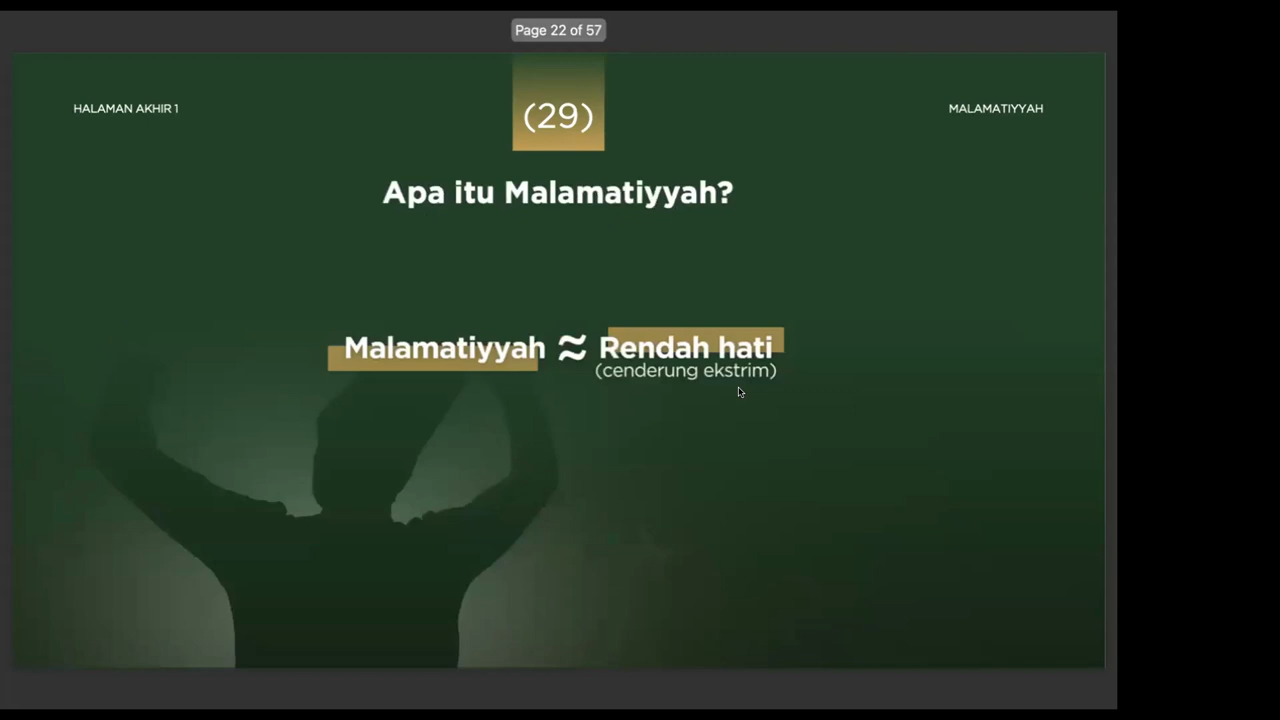 Page 22 of 57
HALAMAN AKHIR 1
(29)
MALAMATIYYAH
Apa itu Malamatiyyah?
Malamatiyyah ≈ Rendah hati
(cenderung ekstrim)